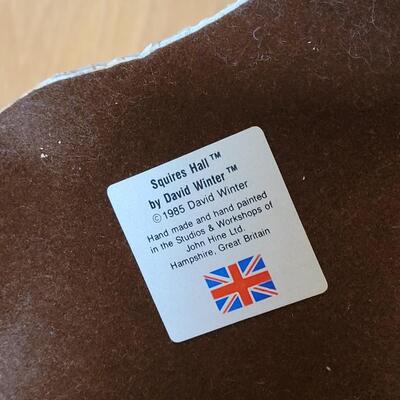 Squires Hall™
by David Winter™
©1985 David Winter
Hand made and hand painted
in the Studios & Workshops of
John Hine Ltd.
Hampshire, Great Britain